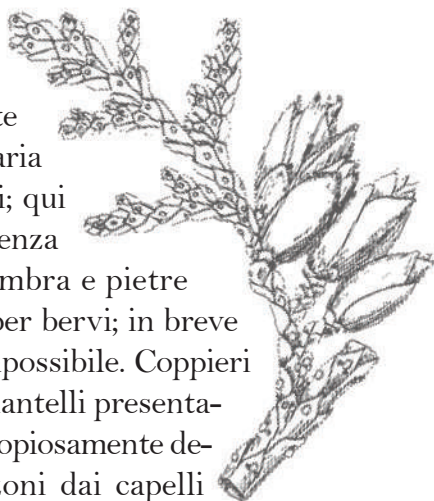 te
aria
i; qui
enza
mbra e pietre
per bervi; in breve
possibile. Coppieri
antelli presenta-
opiosamente de-
oni dai capelli